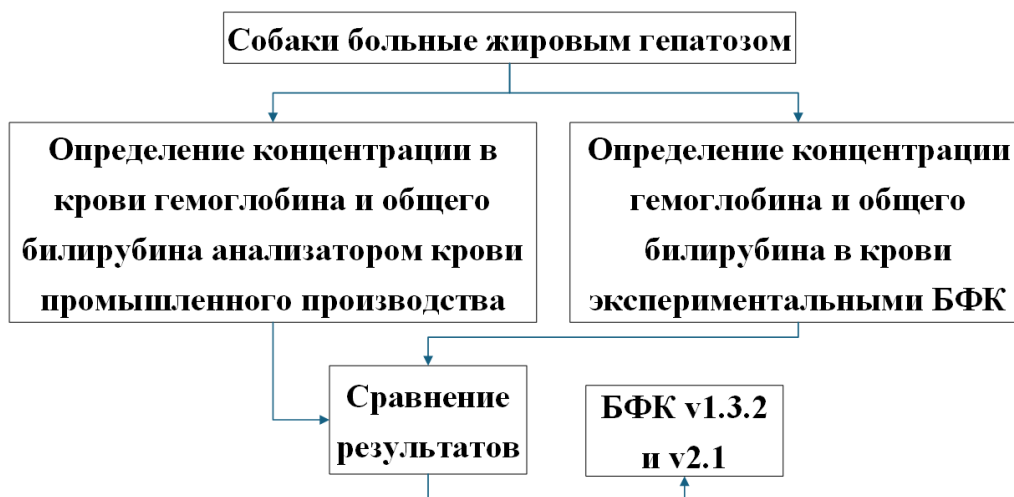 Собаки больные жировым гепатозом
Определение концентрации в
крови гемоглобина и общего
билирубина анализатором крови
промышленного производства
Определение концентрации
гемоглобина и общего
билирубина в крови
экспериментальными БФК
Сравнение
результатов
БФК v1.3.2
и v2.1